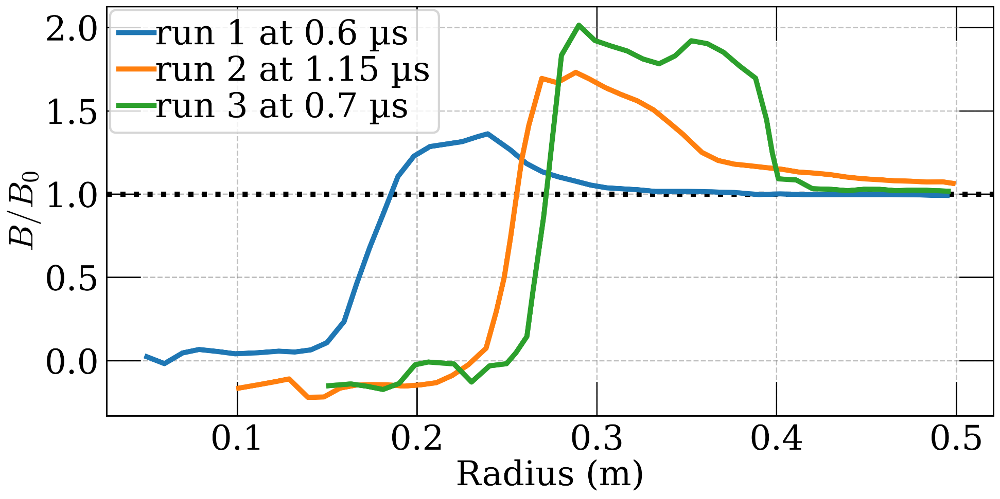 run 1 at 0.6 µs
run 2 at 1.15 µs
run 3 at 0.7 µs
2.0
1.5
1.0
0.5
0.0
B/B₀
0.1 0.2 0.3 0.4 0.5
Radius (m)